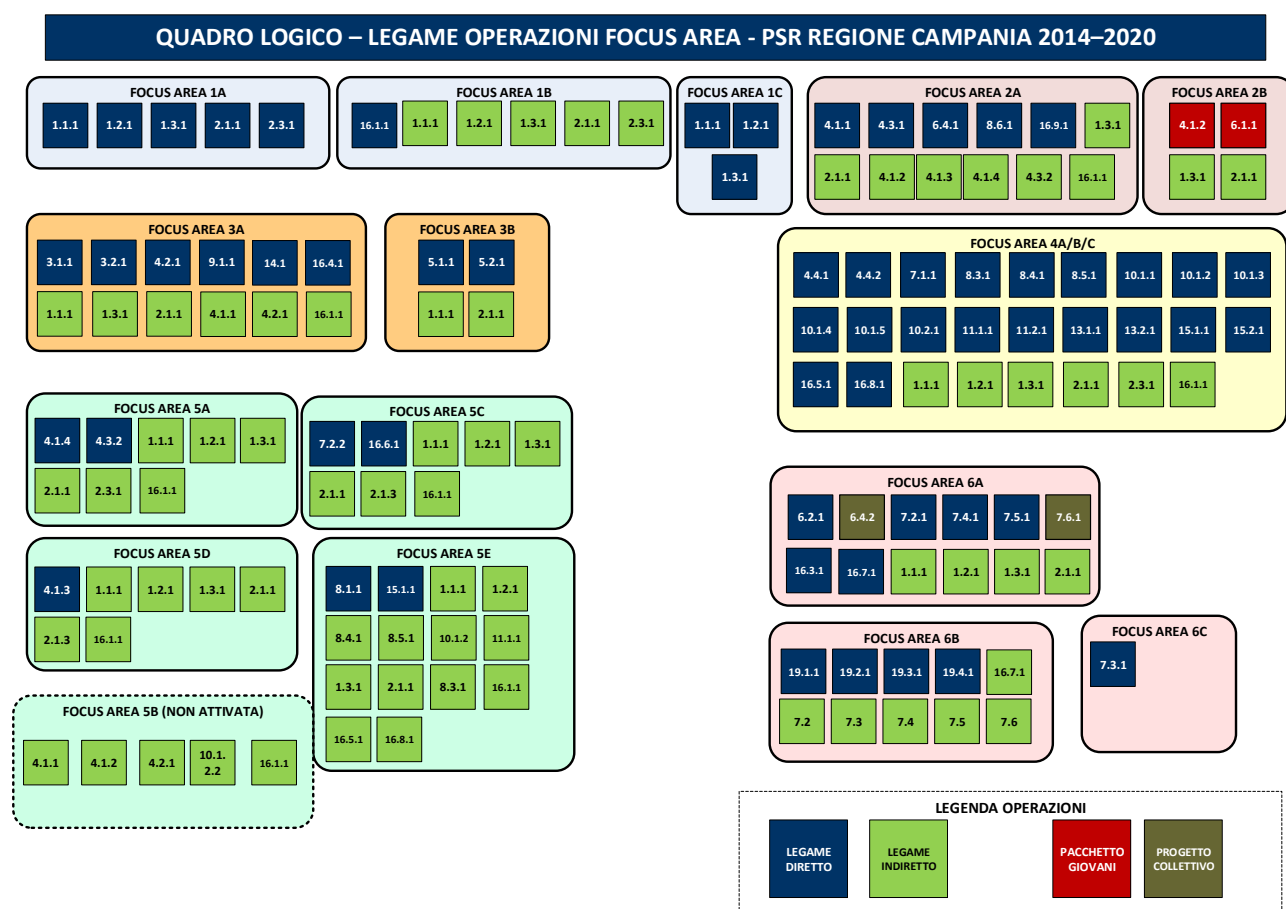 QUADRO LOGICO – LEGAME OPERAZIONI FOCUS AREA - PSR REGIONE CAMPANIA 2014–2020
FOCUS AREA 1A
1.1.1 1.2.1 1.3.1 2.1.1 2.3.1
FOCUS AREA 1B
16.1.1 1.1.1 1.2.1 1.3.1 2.1.1 2.3.1
FOCUS AREA 1C
1.1.1 1.2.1
1.3.1
FOCUS AREA 2A
4.1.1 4.3.1 6.4.1 8.6.1 16.9.1 1.3.1
2.1.1 4.1.2 4.1.3 4.1.4 4.3.2 16.1.1
FOCUS AREA 2B
4.1.2 6.1.1
1.3.1 2.1.1
FOCUS AREA 3A
3.1.1 3.2.1 4.2.1 9.1.1 14.1 16.4.1
1.1.1 1.3.1 2.1.1 4.1.1 4.2.1 16.1.1
FOCUS AREA 3B
5.1.1 5.2.1
1.1.1 2.1.1
FOCUS AREA 4A/B/C
4.4.1 4.4.2 7.1.1 8.3.1 8.4.1 8.5.1 10.1.1 10.1.2 10.1.3
10.1.4 10.1.5 10.2.1 11.1.1 11.2.1 13.1.1 13.2.1 15.1.1 15.2.1
16.5.1 16.8.1 1.1.1 1.2.1 1.3.1 2.1.1 2.3.1 16.1.1
FOCUS AREA 5A
4.1.4 4.3.2 1.1.1 1.2.1 1.3.1
2.1.1 2.3.1 16.1.1
FOCUS AREA 5C
7.2.2 16.6.1 1.1.1 1.2.1 1.3.1
2.1.1 2.1.3 16.1.1
FOCUS AREA 6A
6.2.1 6.4.2 7.2.1 7.4.1 7.5.1 7.6.1
16.3.1 16.7.1 1.1.1 1.2.1 1.3.1 2.1.1
FOCUS AREA 5D
4.1.3 1.1.1 1.2.1 1.3.1 2.1.1
2.1.3 16.1.1
FOCUS AREA 5E
8.1.1 15.1.1 1.1.1 1.2.1
8.4.1 8.5.1 10.1.2 11.1.1
1.3.1 2.1.1 8.3.1 16.1.1
16.5.1 16.8.1
FOCUS AREA 6B
19.1.1 19.2.1 19.3.1 19.4.1 16.7.1
7.2 7.3 7.4 7.5 7.6
FOCUS AREA 6C
7.3.1
FOCUS AREA 5B (NON ATTIVATA)
4.1.1 4.1.2 4.2.1 10.1. 16.1.1
2.2
LEGENDA OPERAZIONI
LEGAME
DIRETTO
LEGAME
INDIRETTO
PACCHETTO
GIOVANI
PROGETTO
COLLETTIVO